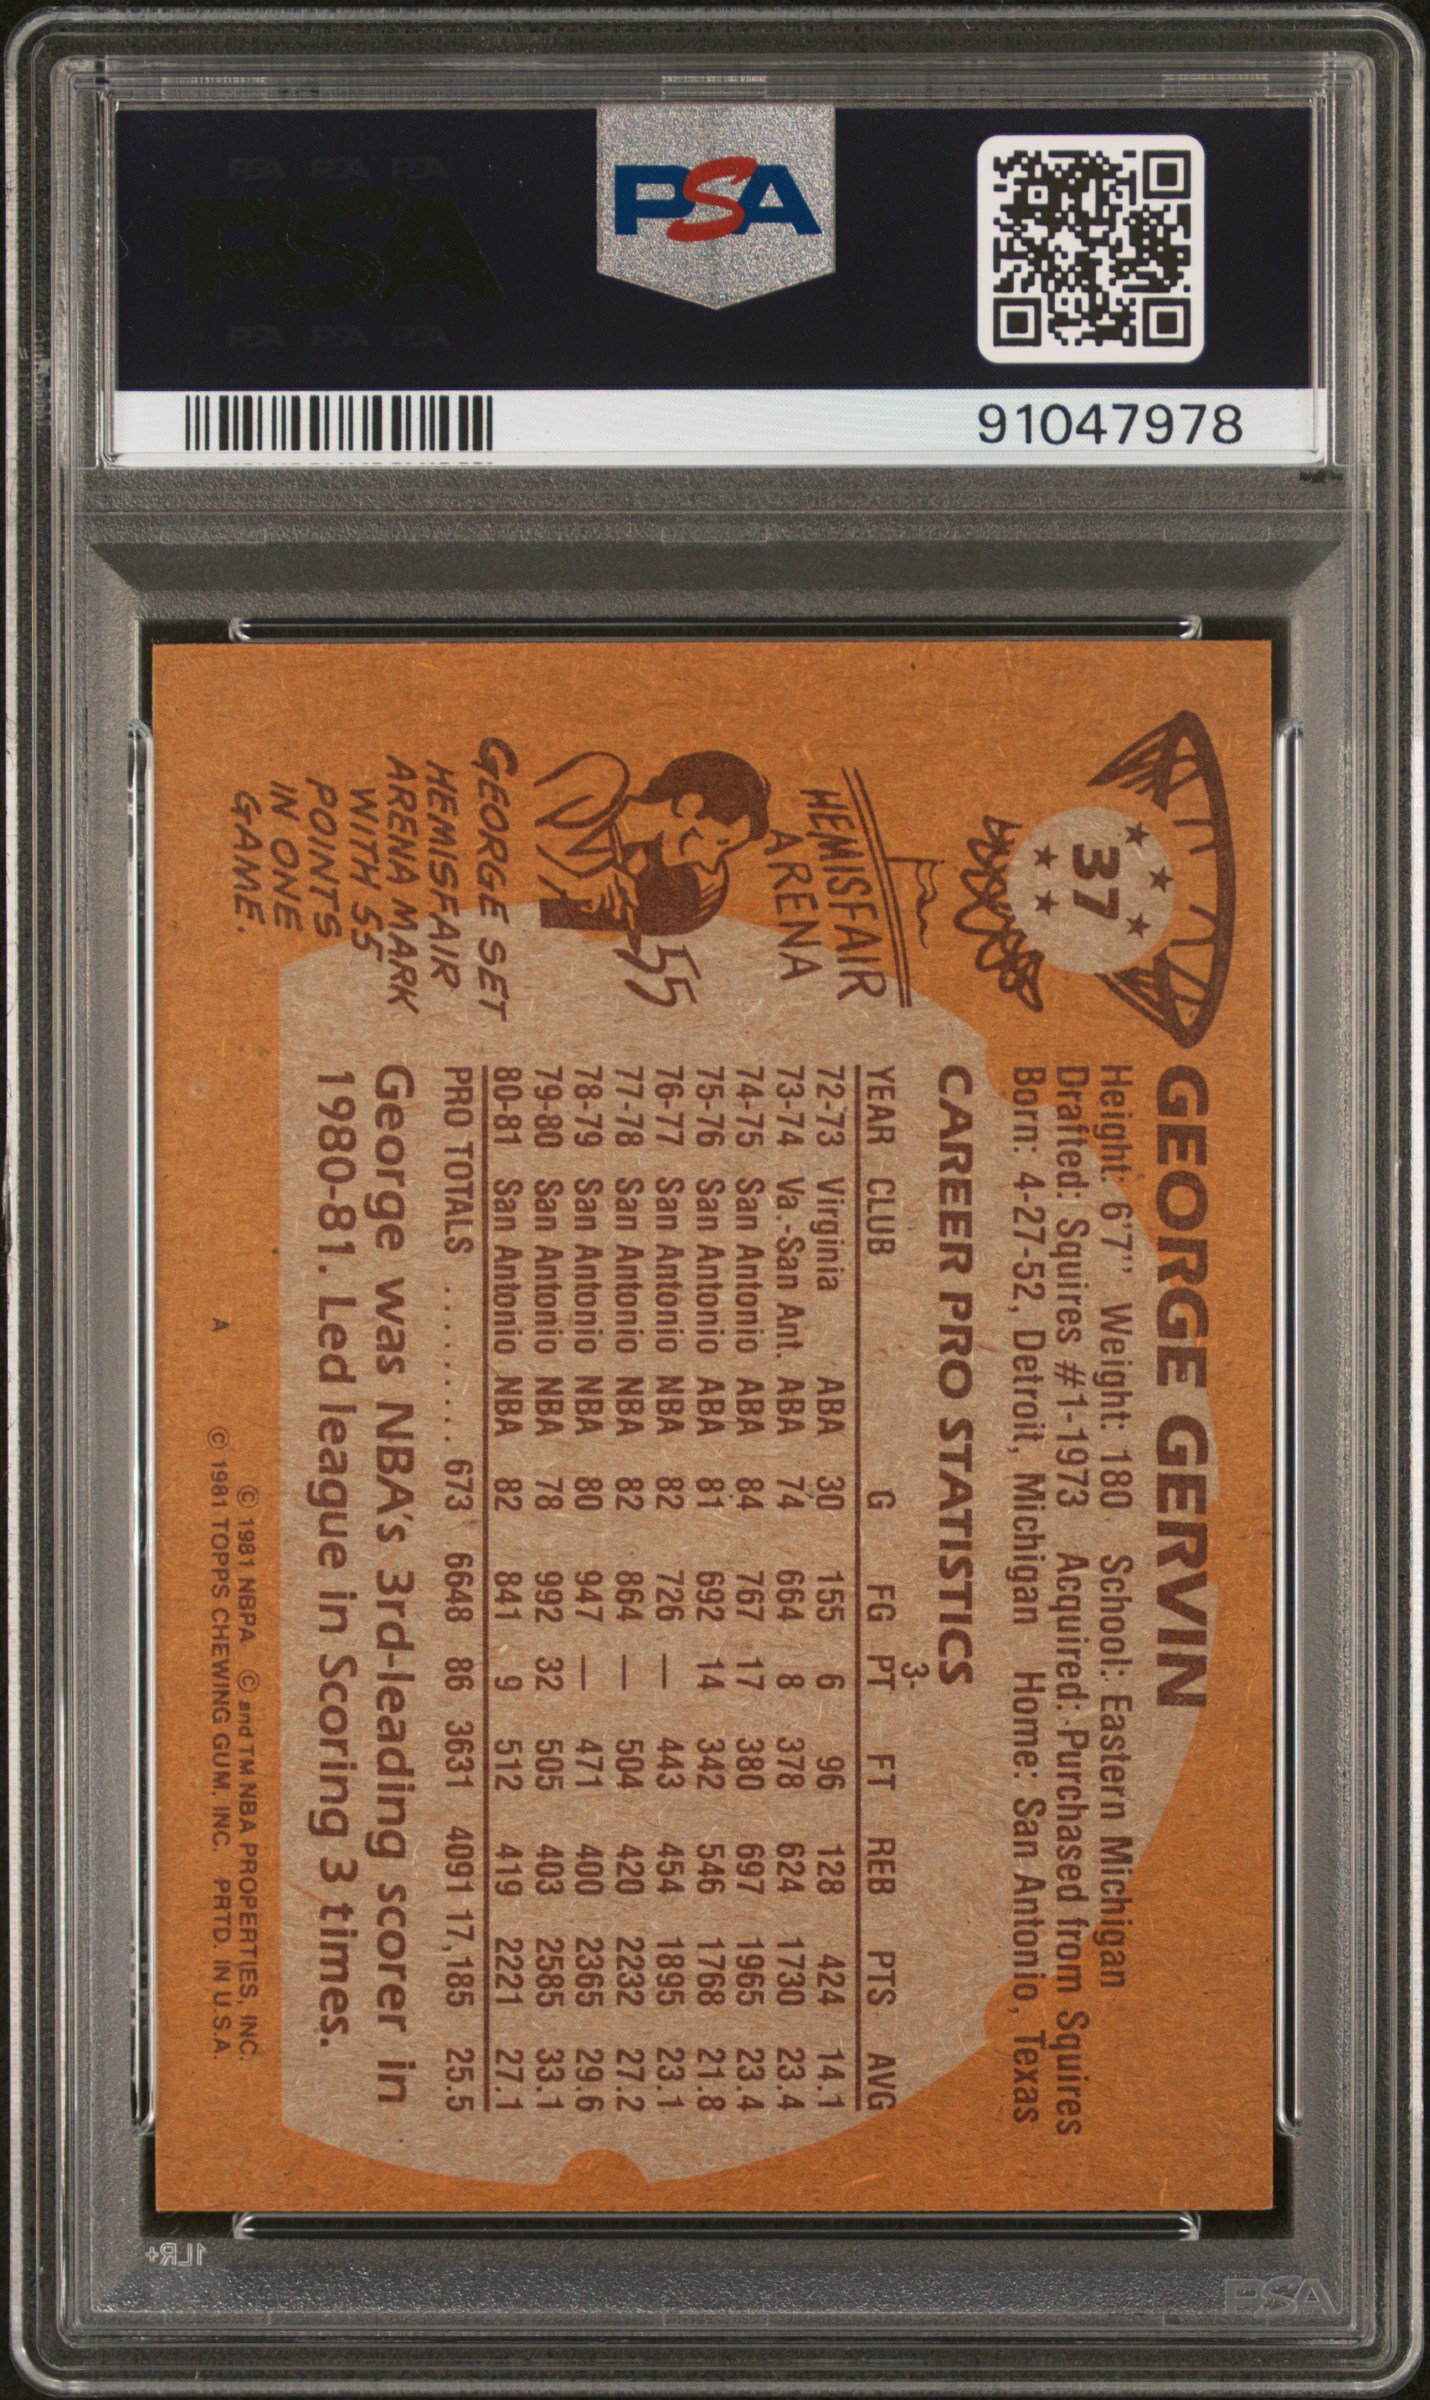 PSA PSA PSA
PSA
PSA PSA PSA
PSA
91047978
37
GEORGE GERVIN
Height: 6'7'' Weight: 180 School: Eastern Michigan
Drafted: Squires #1-1973 Acquired: Purchased from Squires
Born: 4-27-52, Detroit, Michigan Home: San Antonio, Texas
HEMISFAIR
ARENA
55
GEORGE SET
HEMISFAIR
ARENA MARK
WITH 55
POINTS
IN ONE
GAME.
CAREER PRO STATISTICS
YEAR CLUB G FG 3-PT FT REB PTS AVG
72-73 Virginia ABA 30 155 6 96 128 424 14.1
73-74 Va.-San Ant. ABA 74 664 8 378 624 1730 23.4
74-75 San Antonio ABA 84 767 17 380 697 1965 23.4
75-76 San Antonio ABA 81 692 14 342 546 1768 21.8
76-77 San Antonio NBA 82 726 — 443 454 1895 23.1
77-78 San Antonio NBA 82 864 — 504 420 2232 27.2
78-79 San Antonio NBA 80 947 — 471 400 2365 29.6
79-80 San Antonio NBA 78 992 32 505 403 2585 33.1
80-81 San Antonio NBA 82 841 9 512 419 2221 27.1
PRO TOTALS ........ 673 6648 86 3631 4091 17,185 25.5
George was NBA's 3rd-leading scorer in
1980-81. Led league in Scoring 3 times.
© 1981 NBPA © and TM NBA PROPERTIES, INC.
A © 1981 TOPPS CHEWING GUM, INC. PRTD. IN U.S.A.
1LR+
PSA